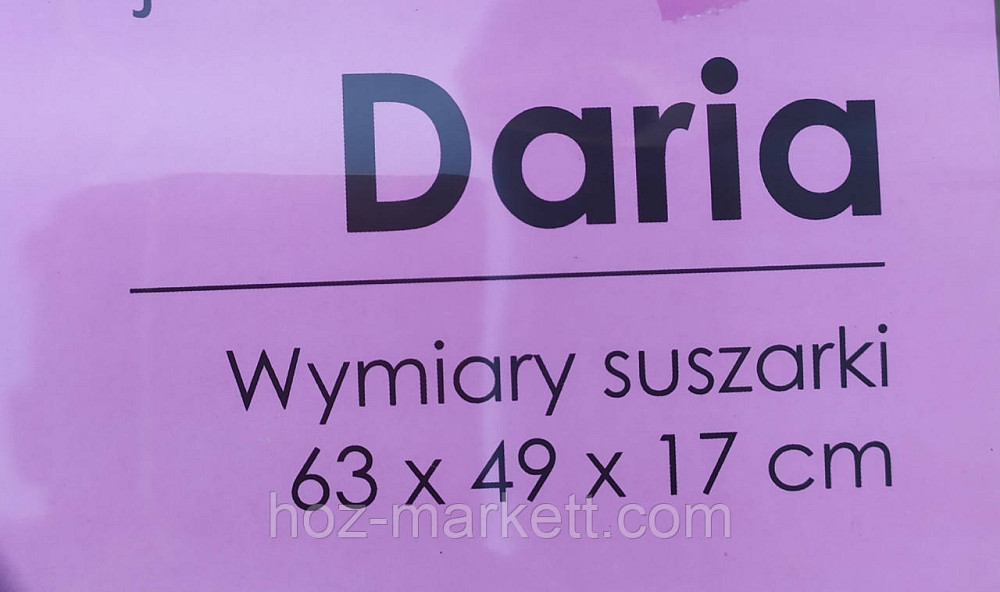 Daria
Wymiary suszarki
63 x 49 x 17 cm
hoz-markett.com